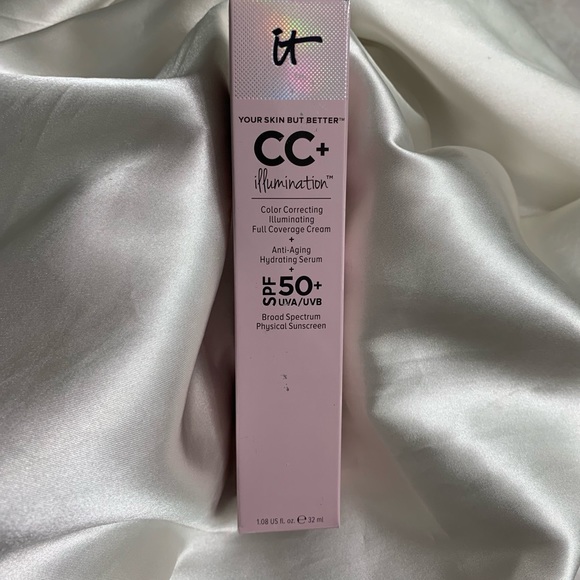 it
YOUR SKIN BUT BETTER™
CC+
illumination™
Color Correcting
Illuminating
Full Coverage Cream
+
Anti-Aging
Hydrating Serum
+
SPF 50+
UVA/UVB
Broad Spectrum
Physical Sunscreen
1.08 US fl. oz. ℮ 32 ml